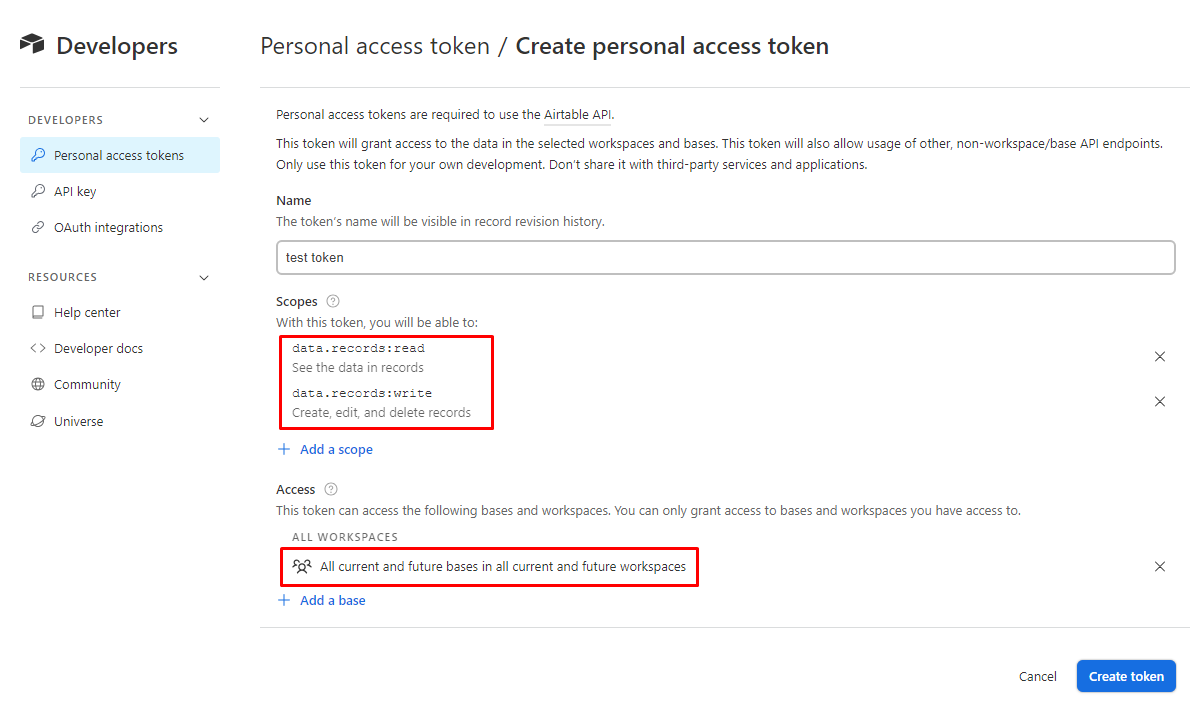 Developers
Personal access token / Create personal access token
DEVELOPERS
Personal access tokens
API key
OAuth integrations
RESOURCES
Help center
Developer docs
Community
Universe
Personal access tokens are required to use the Airtable API.
This token will grant access to the data in the selected workspaces and bases. This token will also allow usage of other, non-workspace/base API endpoints.
Only use this token for your own development. Don’t share it with third-party services and applications.
Name
The token’s name will be visible in record revision history.
test token
Scopes
With this token, you will be able to:
data.records:read
See the data in records
data.records:write
Create, edit, and delete records
Add a scope
Access
This token can access the following bases and workspaces. You can only grant access to bases and workspaces you have access to.
ALL WORKSPACES
All current and future bases in all current and future workspaces
Add a base
Cancel
Create token